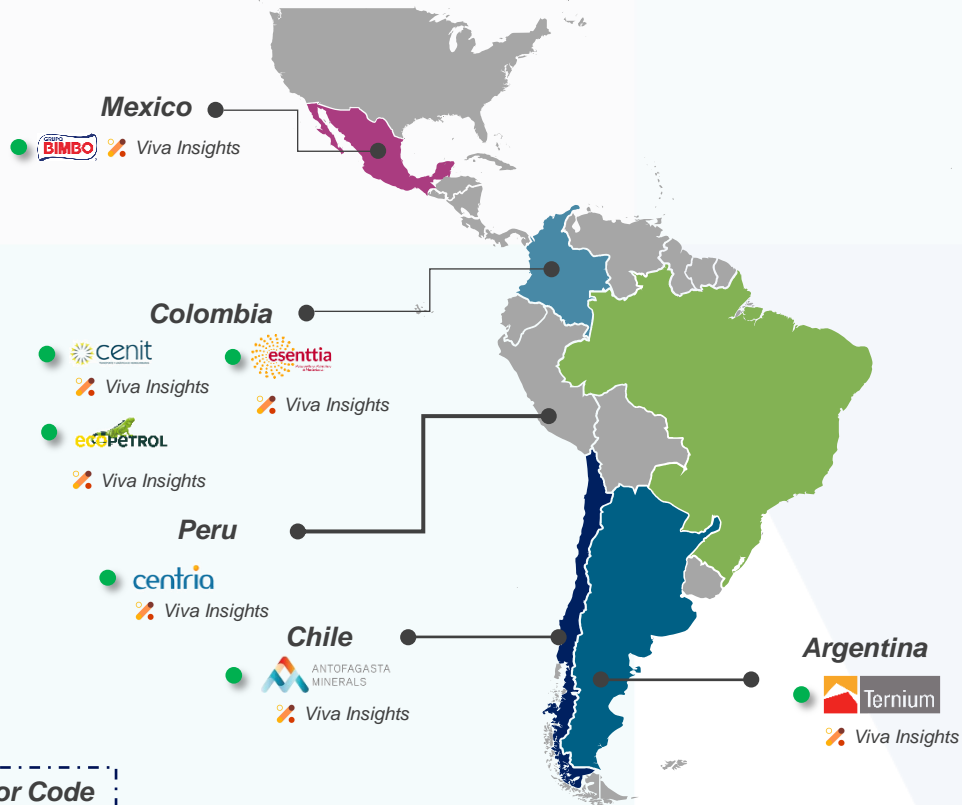 Mexico
GRUPO
BIMBO
Viva Insights
Colombia
cenit
esenttia
Viva Insights
Viva Insights
ecopetrol
Viva Insights
Peru
centria
Viva Insights
Chile
ANTOFAGASTA
MINERALS
Viva Insights
Argentina
Ternium
Viva Insights
or Code